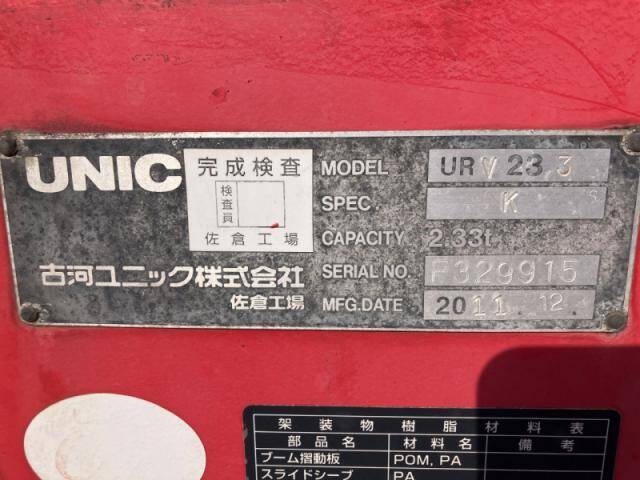 UNIC
完成検査
検査員
佐倉工場
古河ユニック株式会社
佐倉工場
MODEL URV233
SPEC. K
CAPACITY 2.33t
SERIAL NO. F329915
MFG.DATE 2011.12.
架装物樹脂材料表
部品名 材料名 備考
ブーム摺動板 POM, PA
スライドシーブ PA